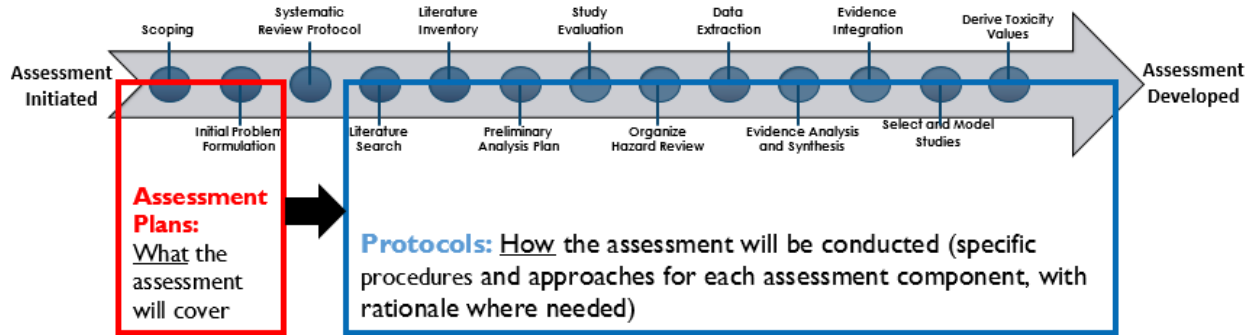 Assessment
Initiated
Scoping
Initial Problem
Formulation
Systematic
Review Protocol
Literature
Search
Literature
Inventory
Preliminary
Analysis Plan
Study
Evaluation
Organize
Hazard Review
Data
Extraction
Evidence Analysis
and Synthesis
Evidence
Integration
Select and Model
Studies
Derive Toxicity
Values
Assessment
Developed
Assessment
Plans:
What the
assessment
will cover
Protocols: How the assessment will be conducted (specific
procedures and approaches for each assessment component, with
rationale where needed)